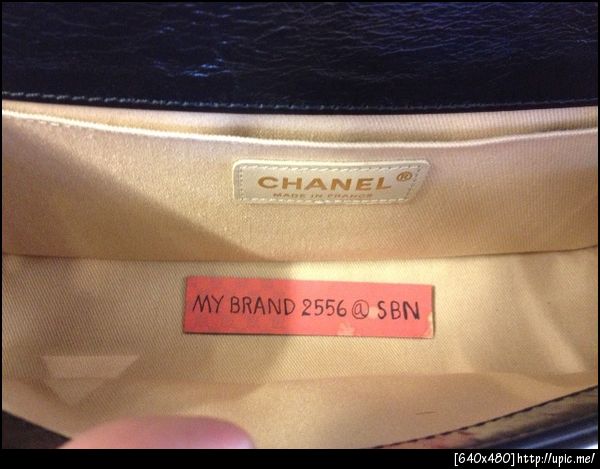 CHANEL®
MADE IN FRANCE
MY BRAND 2556 @ SBN
[640x480]http://upic.me/